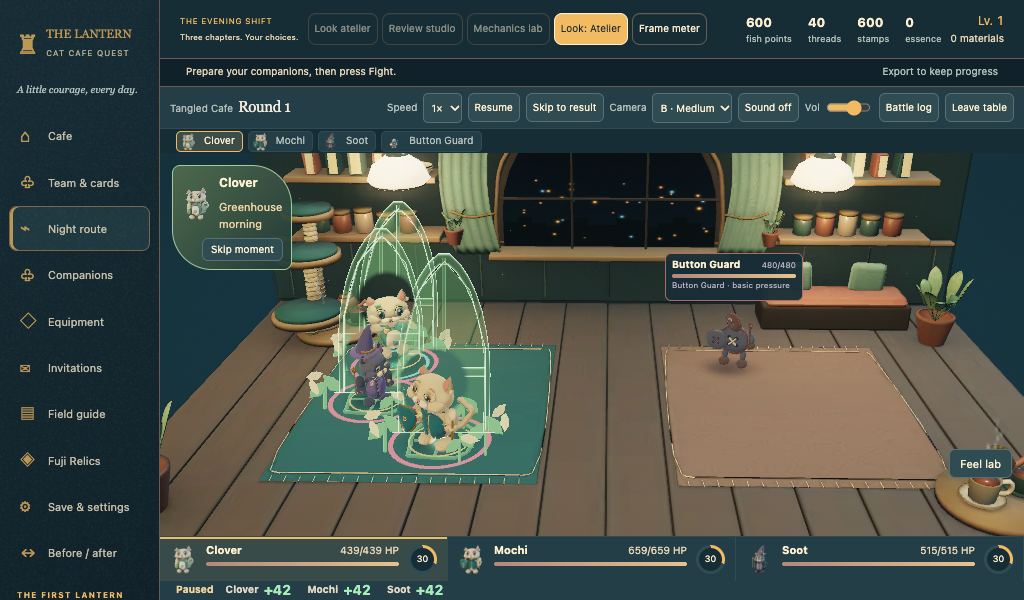 THE LANTERN
CAT CAFE QUEST
A little courage, every day.
Cafe
Team & cards
Night route
Companions
Equipment
Invitations
Field guide
Fuji Relics
Save & settings
Before / after
THE FIRST LANTERN
THE EVENING SHIFT
Three chapters. Your choices.
Look atelier
Review studio
Mechanics lab
Look: Atelier
Frame meter
600 fish points
40 threads
600 stamps
0 essence
Lv. 1
0 materials
Prepare your companions, then press Fight.
Export to keep progress
Tangled Cafe Round 1
Speed
1x
Resume
Skip to result
Camera
B · Medium
Sound off
Vol
Battle log
Leave table
Clover
Mochi
Soot
Button Guard
Clover
Greenhouse
morning
Skip moment
Button Guard 480/480
Button Guard · basic pressure
Feel lab
Clover 439/439 HP 30
Mochi 659/659 HP 30
Soot 515/515 HP 30
Paused Clover +42 Mochi +42 Soot +42